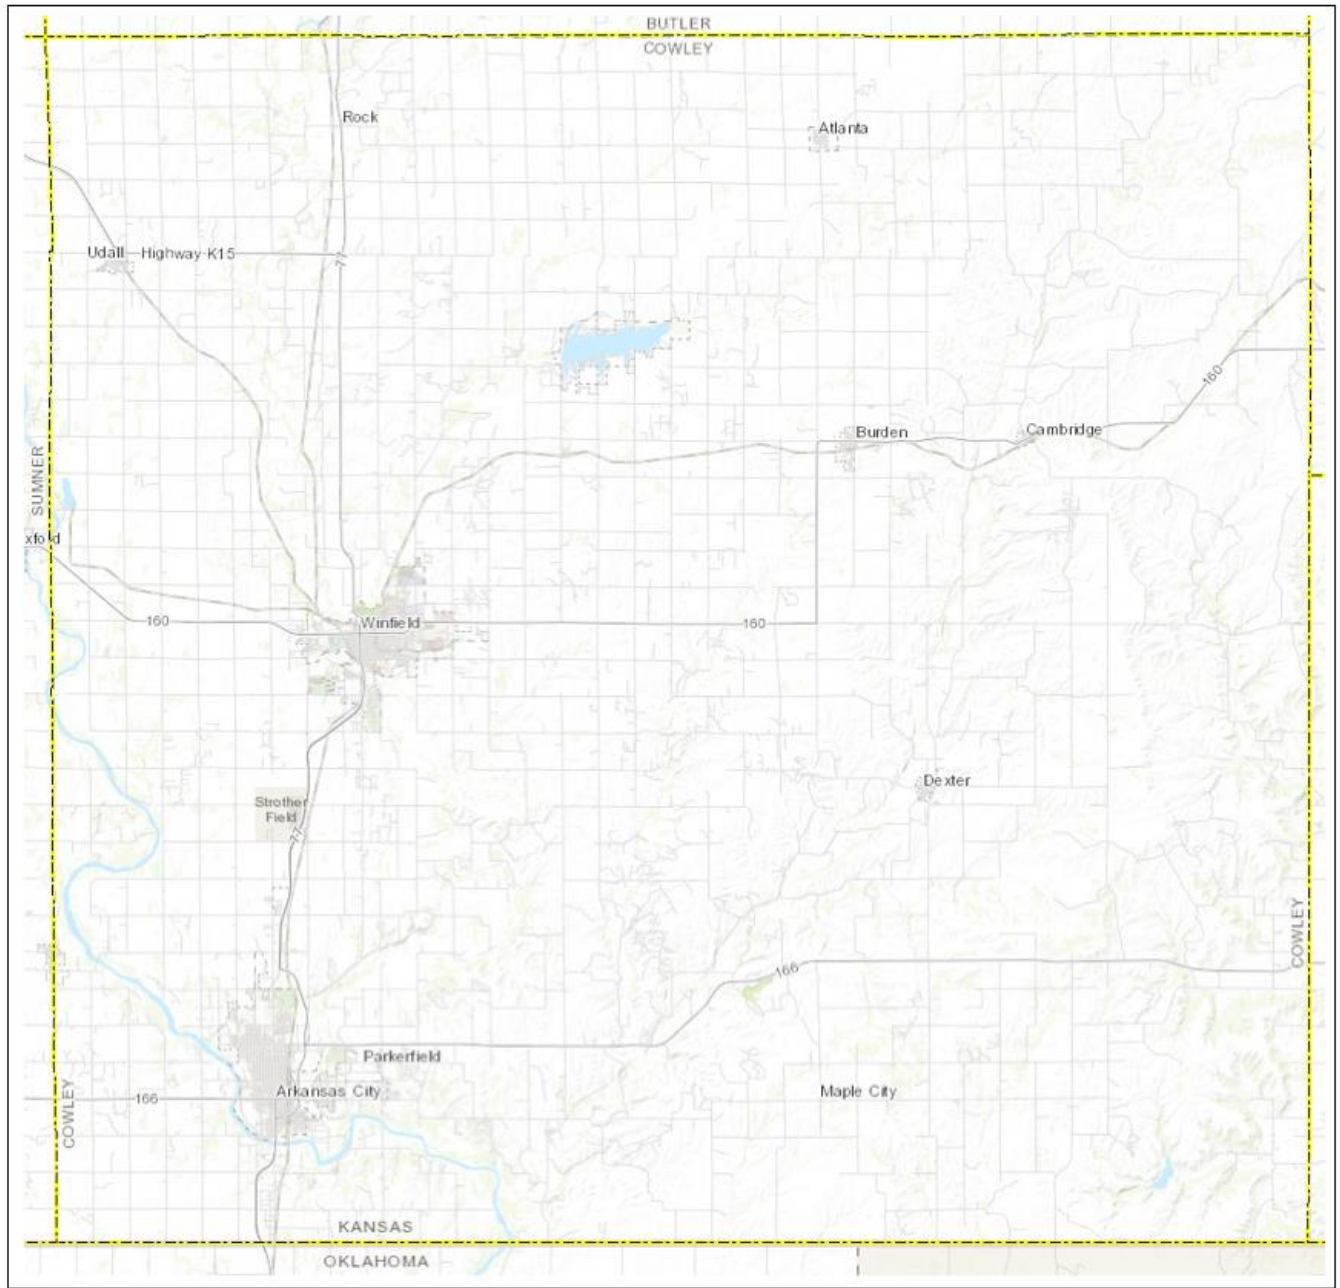 BUTLER
COWLEY
Rock
Atlanta
Udall
Highway K15
77
160
Burden
Cambridge
SUMNER
xford
160
Winfield
160
Dexter
Strother
Field
77
COWLEY
166
Parkerfield
Arkansas City
Maple City
166
COWLEY
KANSAS
OKLAHOMA